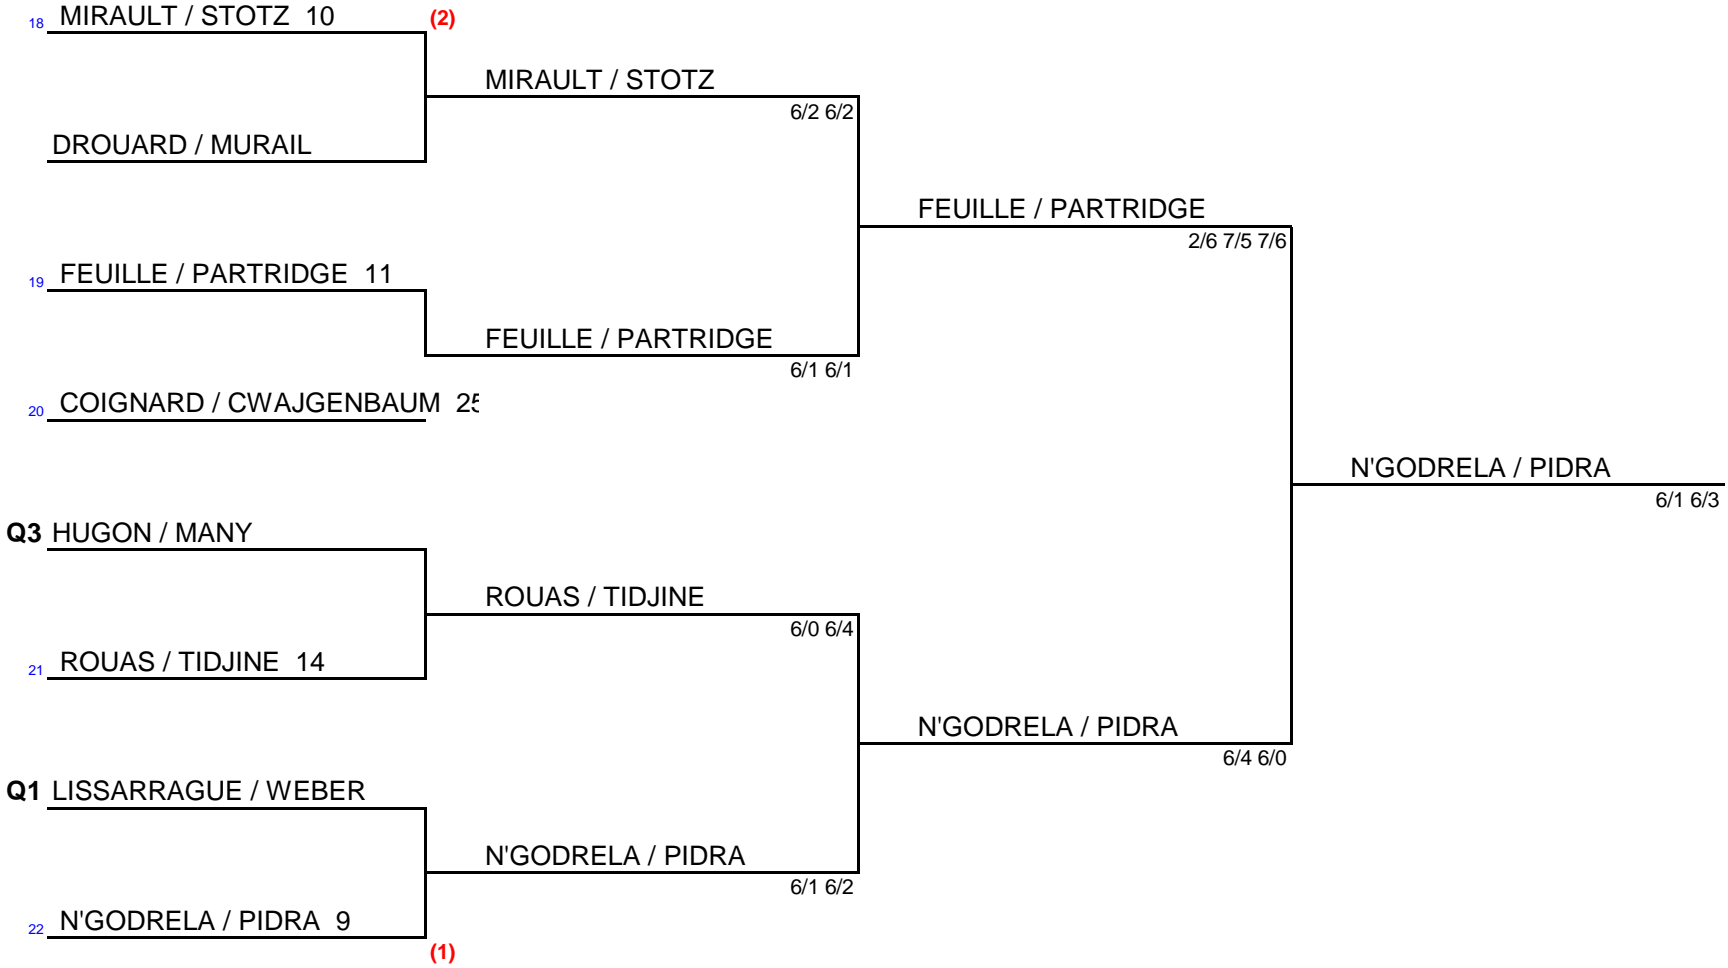 18 MIRAULT / STOTZ 10 (2)
MIRAULT / STOTZ
6/2 6/2
DROUARD / MURAIL
FEUILLE / PARTRIDGE
2/6 7/5 7/6
19 FEUILLE / PARTRIDGE 11
FEUILLE / PARTRIDGE
6/1 6/1
20 COIGNARD / CWAJGENBAUM 25
N'GODRELA / PIDRA
6/1 6/3
Q3 HUGON / MANY
ROUAS / TIDJINE
6/0 6/4
21 ROUAS / TIDJINE 14
N'GODRELA / PIDRA
6/4 6/0
Q1 LISSARRAGUE / WEBER
N'GODRELA / PIDRA
6/1 6/2
22 N'GODRELA / PIDRA 9
(1)